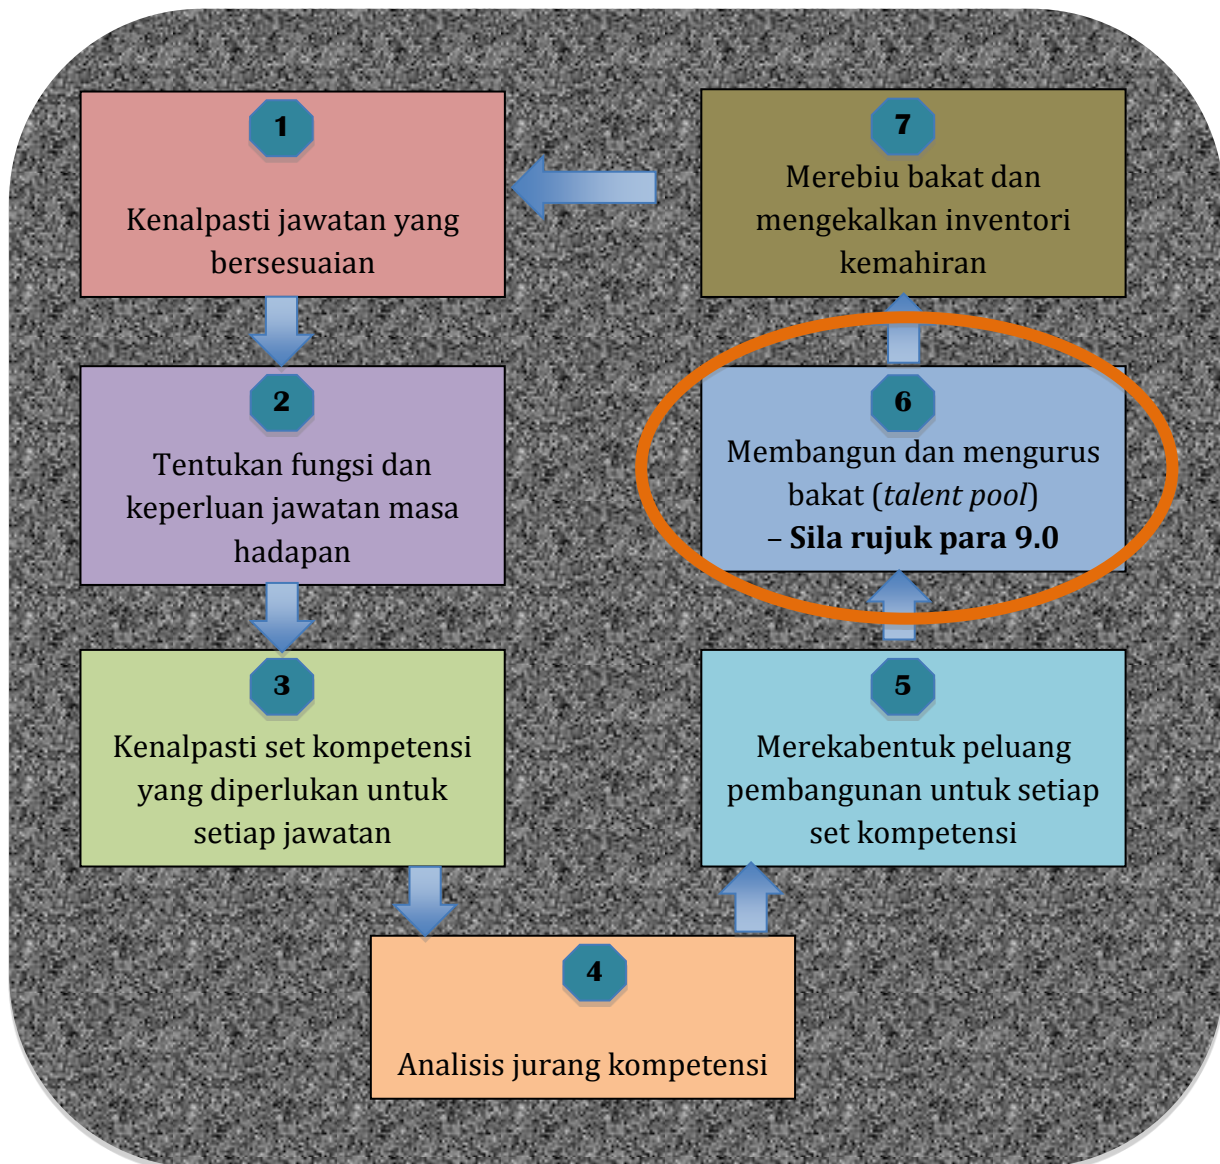 1
Kenalpasti jawatan yang
bersesuaian
2
Tentukan fungsi dan
keperluan jawatan masa
hadapan
3
Kenalpasti set kompetensi
yang diperlukan untuk
setiap jawatan
4
Analisis jurang kompetensi
5
Merekabentuk peluang
pembangunan untuk setiap
set kompetensi
6
Membangun dan mengurus
bakat (talent pool)
– Sila rujuk para 9.0
7
Merebiu bakat dan
mengekalkan inventori
kemahiran